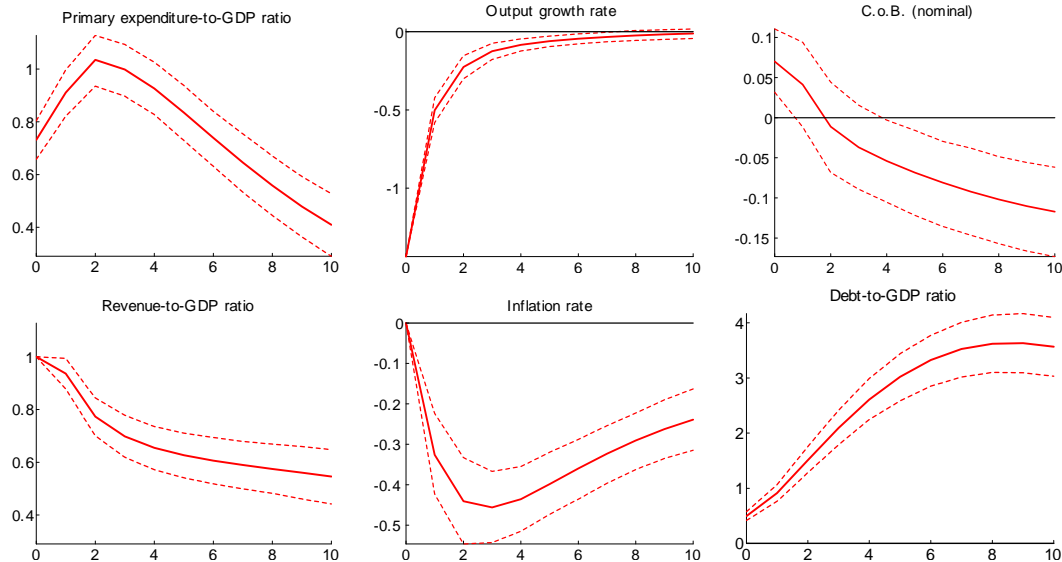 Primary expenditure-to-GDP ratio
1
0.8
0.6
0.4
0 2 4 6 8 10
Output growth rate
0
-0.5
-1
0 2 4 6 8 10
C.o.B. (nominal)
0.1
0.05
0
-0.05
-0.1
-0.15
0 2 4 6 8 10
Revenue-to-GDP ratio
1
0.8
0.6
0.4
0 2 4 6 8 10
Inflation rate
0
-0.1
-0.2
-0.3
-0.4
-0.5
0 2 4 6 8 10
Debt-to-GDP ratio
4
3
2
1
0
0 2 4 6 8 10